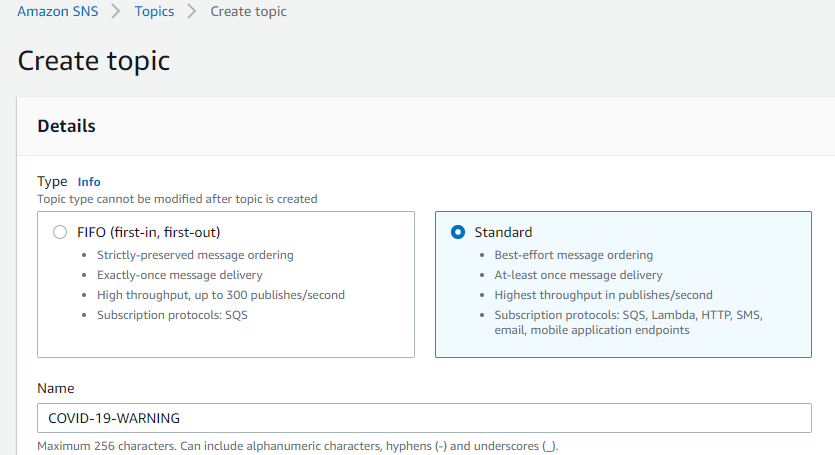 Amazon SNS > Topics > Create topic
Create topic
Details
Type Info
Topic type cannot be modified after topic is created
FIFO (first-in, first-out)
• Strictly-preserved message ordering
• Exactly-once message delivery
• High throughput, up to 300 publishes/second
• Subscription protocols: SQS
Standard
• Best-effort message ordering
• At-least once message delivery
• Highest throughput in publishes/second
• Subscription protocols: SQS, Lambda, HTTP, SMS,
email, mobile application endpoints
Name
COVID-19-WARNING
Maximum 256 characters. Can include alphanumeric characters, hyphens (-) and underscores (_).